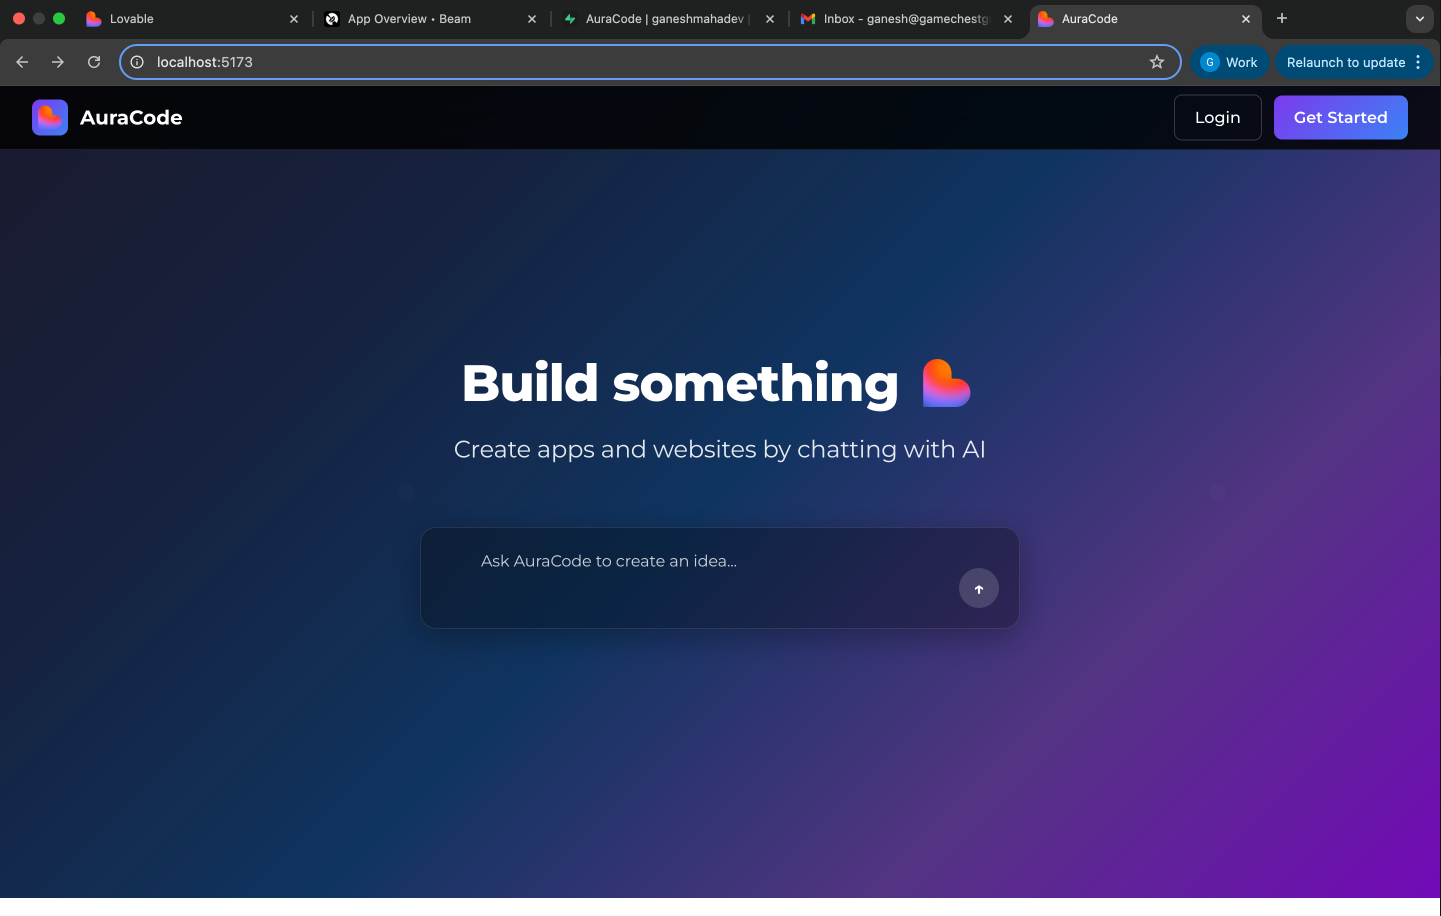 Lovable
App Overview • Beam
AuraCode | ganeshmahadev |
Inbox - ganesh@gamechestg
AuraCode
localhost:5173
G
Work
Relaunch to update
AuraCode
Login
Get Started
Build something
Create apps and websites by chatting with AI
Ask AuraCode to create an idea...